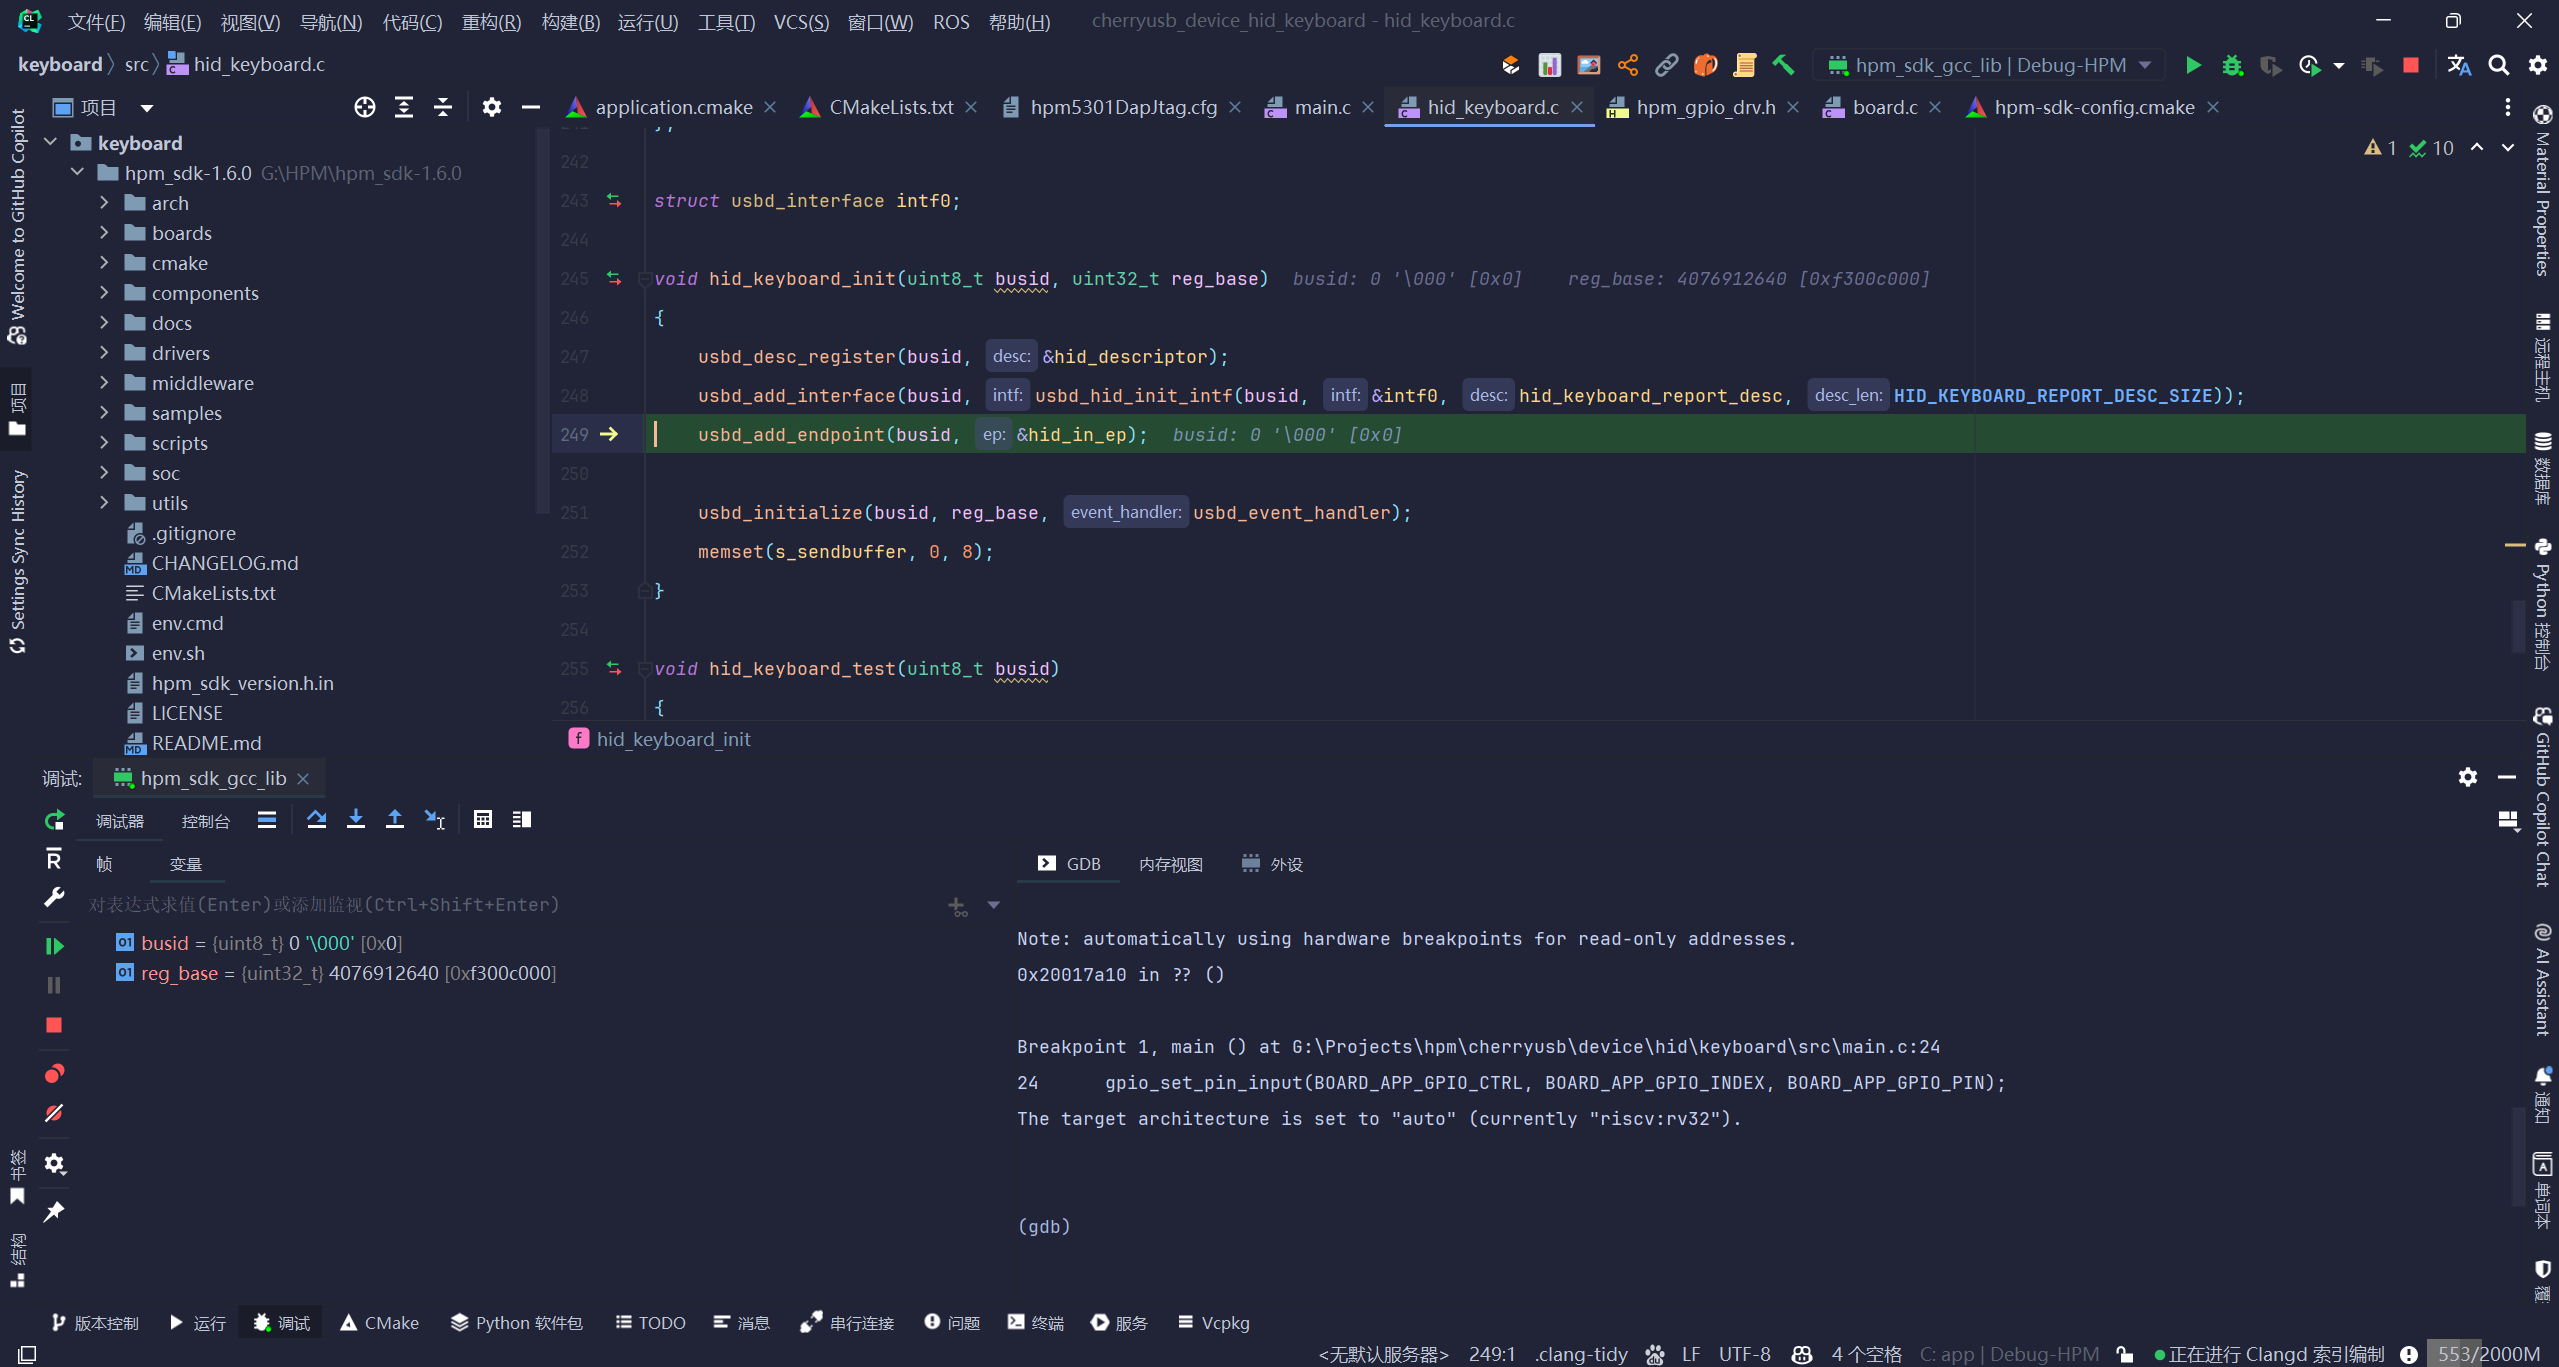 文件(F) 编辑(E) 视图(V) 导航(N) 代码(C) 重构(R) 构建(B) 运行(U) 工具(T) VCS(S) 窗口(W) ROS 帮助(H) cherryusb_device_hid_keyboard - hid_keyboard.c
keyboard src hid_keyboard.c hpm_sdk_gcc_lib | Debug-HPM
项目 application.cmake CMakeLists.txt hpm5301DapJtag.cfg main.c hid_keyboard.c hpm_gpio_drv.h board.c hpm-sdk-config.cmake
Welcome to GitHub Copilot
项目
Settings Sync History
书签
结构
keyboard
hpm_sdk-1.6.0 G:\HPM\hpm_sdk-1.6.0
arch
boards
cmake
components
docs
drivers
middleware
samples
scripts
soc
utils
.gitignore
CHANGELOG.md
CMakeLists.txt
env.cmd
env.sh
hpm_sdk_version.h.in
LICENSE
README.md
1 10
242
243 struct usbd_interface intf0;
244
245 void hid_keyboard_init(uint8_t busid, uint32_t reg_base) busid: 0 '\000' [0x0] reg_base: 4076912640 [0xf300c000]
246 {
247 usbd_desc_register(busid, desc: &hid_descriptor);
248 usbd_add_interface(busid, intf: usbd_hid_init_intf(busid, intf: &intf0, desc: hid_keyboard_report_desc, desc_len: HID_KEYBOARD_REPORT_DESC_SIZE));
249 usbd_add_endpoint(busid, ep: &hid_in_ep); busid: 0 '\000' [0x0]
250
251 usbd_initialize(busid, reg_base, event_handler: usbd_event_handler);
252 memset(s_sendbuffer, 0, 8);
253 }
254
255 void hid_keyboard_test(uint8_t busid)
256 {
f hid_keyboard_init
Material Properties
远程主机
数据库
Python 控制台
GitHub Copilot Chat
AI Assistant
通知
单词本
调试: hpm_sdk_gcc_lib
调试器 控制台
帧 变量
对表达式求值(Enter)或添加监视(Ctrl+Shift+Enter)
01 busid = {uint8_t} 0 '\000' [0x0]
01 reg_base = {uint32_t} 4076912640 [0xf300c000]
GDB 内存视图 外设
Note: automatically using hardware breakpoints for read-only addresses.
0x20017a10 in ?? ()
Breakpoint 1, main () at G:\Projects\hpm\cherryusb\device\hid\keyboard\src\main.c:24
24 gpio_set_pin_input(BOARD_APP_GPIO_CTRL, BOARD_APP_GPIO_INDEX, BOARD_APP_GPIO_PIN);
The target architecture is set to "auto" (currently "riscv:rv32").
(gdb)
版本控制 运行 调试 CMake Python 软件包 TODO 消息 串行连接 问题 终端 服务 Vcpkg
<无默认服务器> 249:1 .clang-tidy LF UTF-8 4 个空格 C: app | Debug-HPM 正在进行 Clangd 索引编制 553/2000M